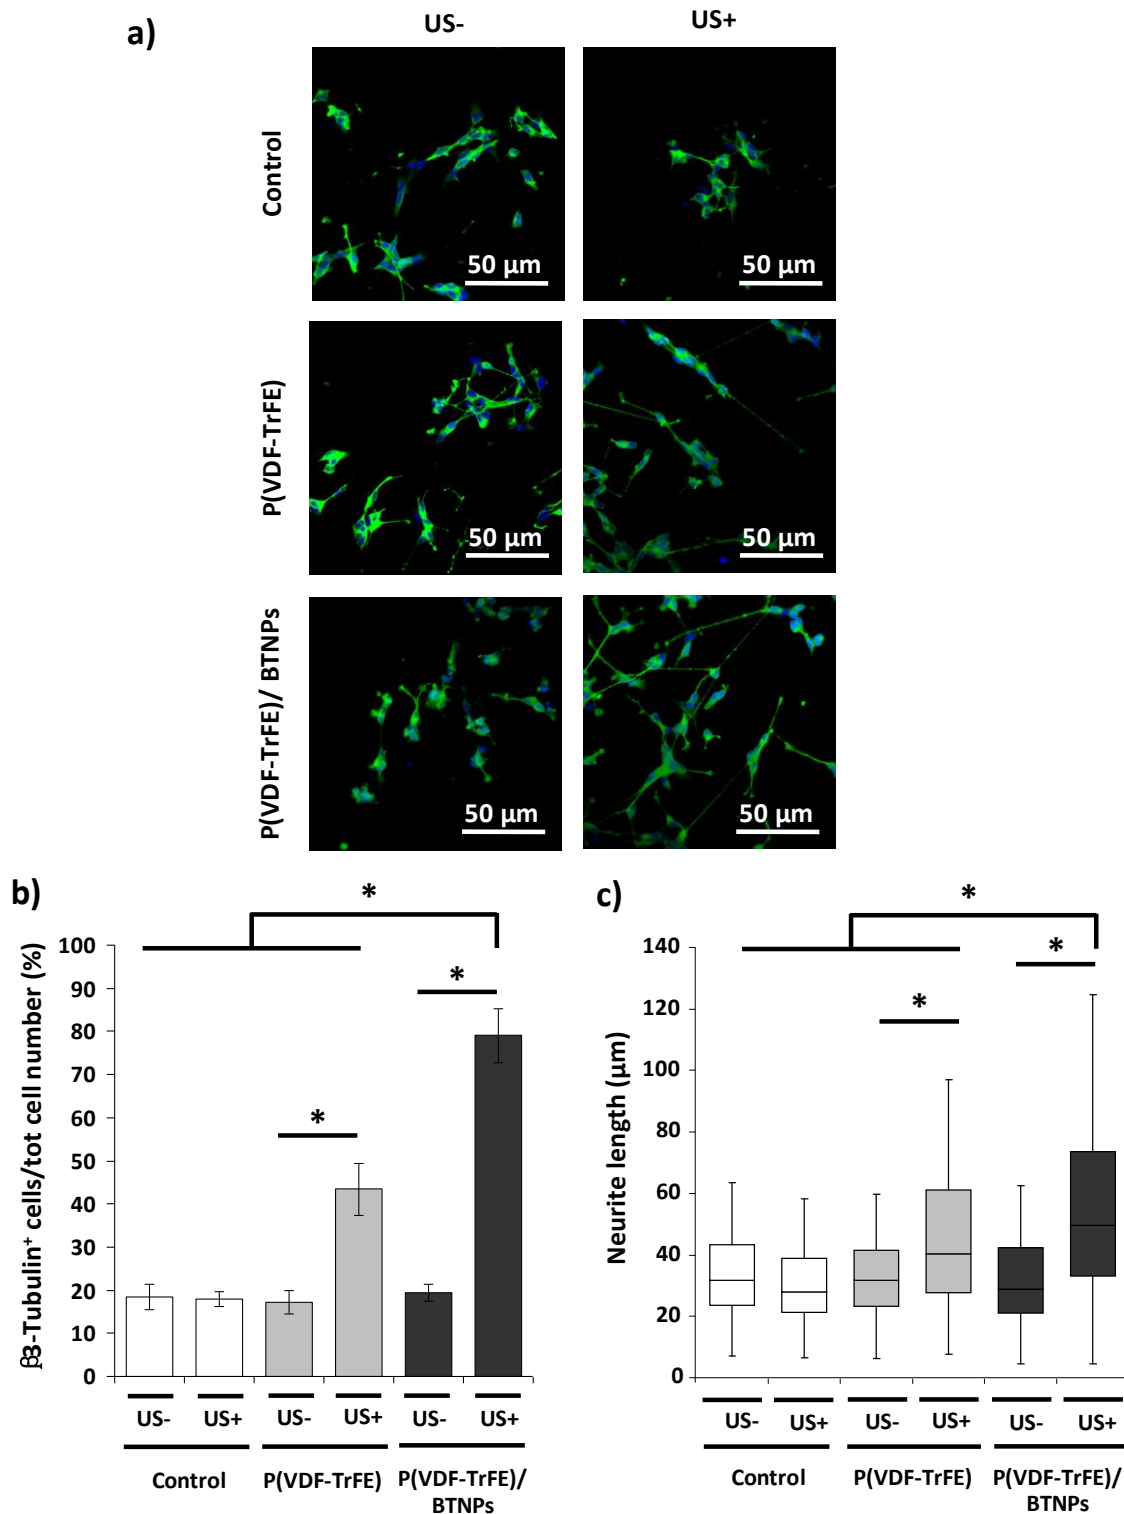 a)
US-
US+
Control
50 µm
50 µm
P(VDF-TrFE)
50 µm
50 µm
P(VDF-TrFE)/ BTNPs
50 µm
50 µm
b)
*
β3-Tubulin⁺ cells/tot cell number (%)
100
90
80
70
60
50
40
30
20
10
0
*
*
US-
US+
US-
US+
US-
US+
Control
P(VDF-TrFE)
P(VDF-TrFE)/
BTNPs
c)
*
Neurite length (µm)
140
120
100
80
60
40
20
0
*
*
US-
US+
US-
US+
US-
US+
Control
P(VDF-TrFE)
P(VDF-TrFE)/
BTNPs